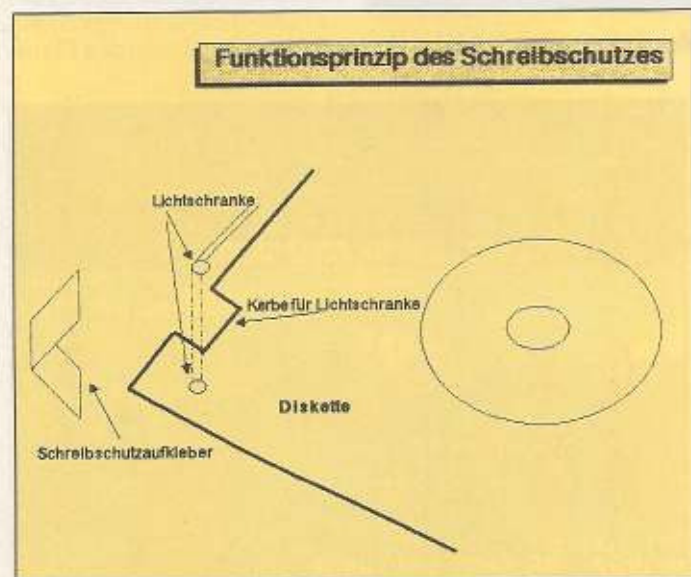 Funktionsprinzip des Schreibschutzes
Lichtschranke
Kerbe für Lichtschranke
Diskette
Schreibschutzaufkleber